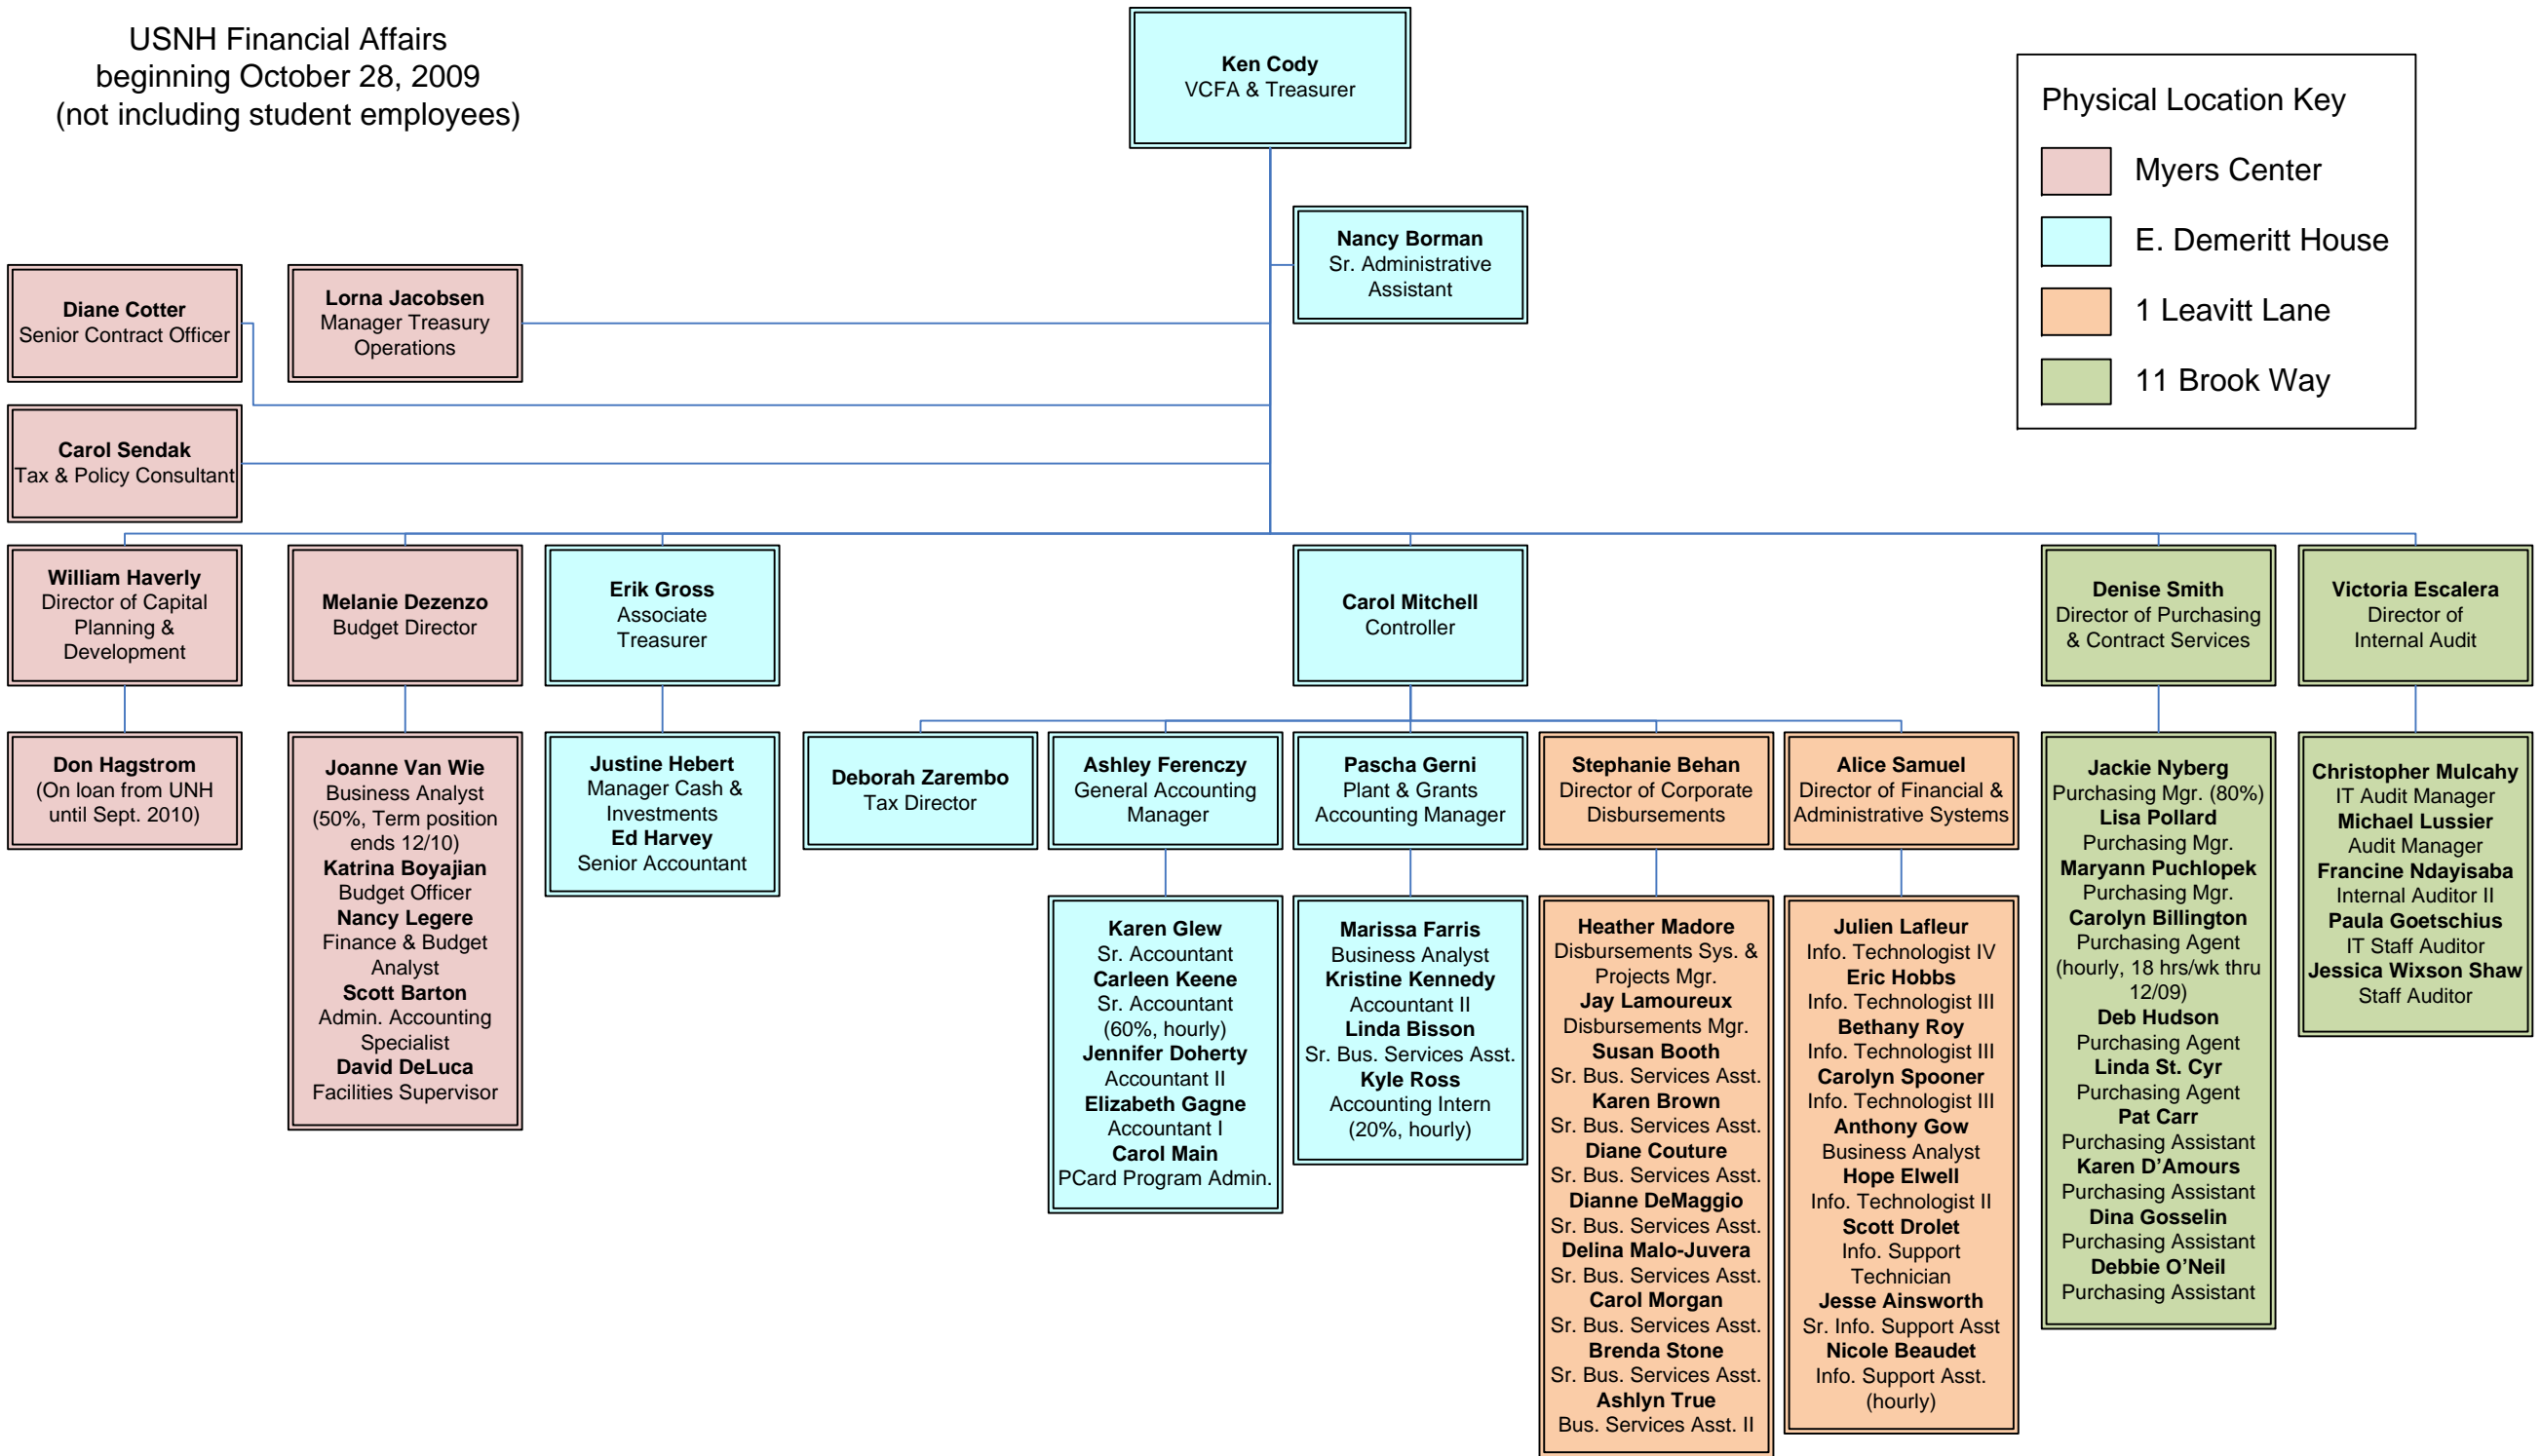 USNH Financial Affairs
beginning October 28, 2009
(not including student employees)
Ken Cody
VCFA & Treasurer
Physical Location Key
Myers Center
E. Demeritt House
1 Leavitt Lane
11 Brook Way
Nancy Borman
Sr. Administrative
Assistant
Diane Cotter
Senior Contract Officer
Lorna Jacobsen
Manager Treasury
Operations
Carol Sendak
Tax & Policy Consultant
William Haverly
Director of Capital
Planning &
Development
Melanie Dezenzo
Budget Director
Erik Gross
Associate
Treasurer
Carol Mitchell
Controller
Denise Smith
Director of Purchasing
& Contract Services
Victoria Escalera
Director of
Internal Audit
Don Hagstrom
(On loan from UNH
until Sept. 2010)
Joanne Van Wie
Business Analyst
(50%, Term position
ends 12/10)
Katrina Boyajian
Budget Officer
Nancy Legere
Finance & Budget
Analyst
Scott Barton
Admin. Accounting
Specialist
David DeLuca
Facilities Supervisor
Justine Hebert
Manager Cash &
Investments
Ed Harvey
Senior Accountant
Deborah Zarembo
Tax Director
Ashley Ferenczy
General Accounting
Manager
Pascha Gerni
Plant & Grants
Accounting Manager
Stephanie Behan
Director of Corporate
Disbursements
Alice Samuel
Director of Financial &
Administrative Systems
Karen Glew
Sr. Accountant
Carleen Keene
Sr. Accountant
(60%, hourly)
Jennifer Doherty
Accountant II
Elizabeth Gagne
Accountant I
Carol Main
PCard Program Admin.
Marissa Farris
Business Analyst
Kristine Kennedy
Accountant II
Linda Bisson
Sr. Bus. Services Asst.
Kyle Ross
Accounting Intern
(20%, hourly)
Heather Madore
Disbursements Sys. &
Projects Mgr.
Jay Lamoureux
Disbursements Mgr.
Susan Booth
Sr. Bus. Services Asst.
Karen Brown
Sr. Bus. Services Asst.
Diane Couture
Sr. Bus. Services Asst.
Dianne DeMaggio
Sr. Bus. Services Asst.
Delina Malo-Juvera
Sr. Bus. Services Asst.
Carol Morgan
Sr. Bus. Services Asst.
Brenda Stone
Sr. Bus. Services Asst.
Ashlyn True
Bus. Services Asst. II
Julien Lafleur
Info. Technologist IV
Eric Hobbs
Info. Technologist III
Bethany Roy
Info. Technologist III
Carolyn Spooner
Info. Technologist III
Anthony Gow
Business Analyst
Hope Elwell
Info. Technologist II
Scott Drolet
Info. Support
Technician
Jesse Ainsworth
Sr. Info. Support Asst
Nicole Beaudet
Info. Support Asst.
(hourly)
Jackie Nyberg
Purchasing Mgr. (80%)
Lisa Pollard
Purchasing Mgr.
Maryann Puchlopek
Purchasing Mgr.
Carolyn Billington
Purchasing Agent
(hourly, 18 hrs/wk thru
12/09)
Deb Hudson
Purchasing Agent
Linda St. Cyr
Purchasing Agent
Pat Carr
Purchasing Assistant
Karen D’Amours
Purchasing Assistant
Dina Gosselin
Purchasing Assistant
Debbie O’Neil
Purchasing Assistant
Christopher Mulcahy
IT Audit Manager
Michael Lussier
Audit Manager
Francine Ndayisaba
Internal Auditor II
Paula Goetschius
IT Staff Auditor
Jessica Wixson Shaw
Staff Auditor